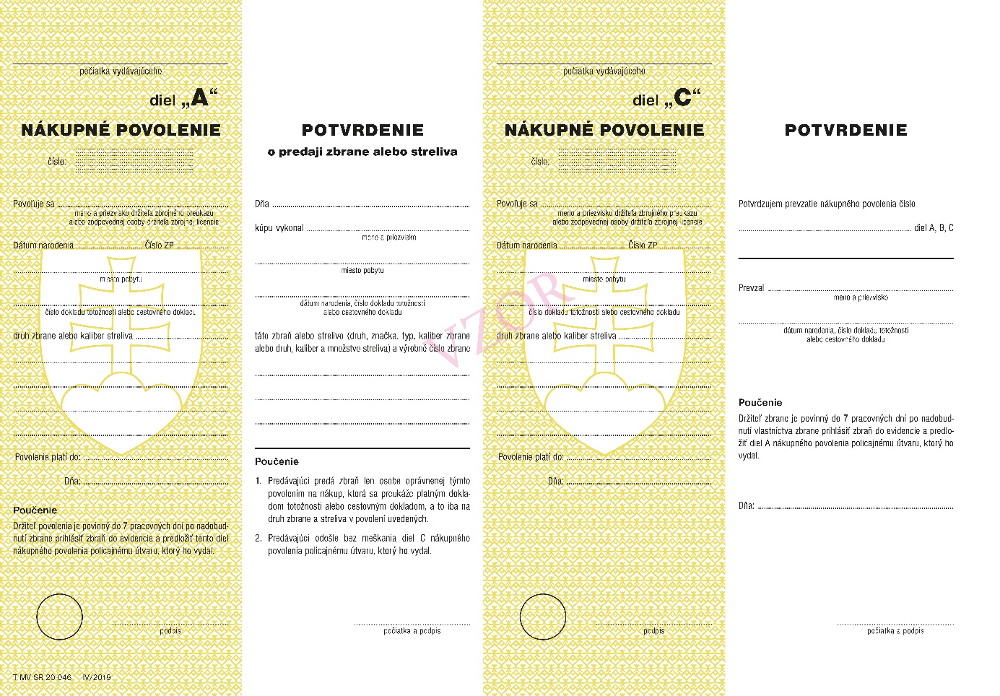 pečiatka vydávajúceho
diel „A“
NÁKUPNÉ POVOLENIE
číslo:
Povoľuje sa
meno a priezvisko držiteľa zbrojného preukazu
alebo zodpovednej osoby držiteľa zbrojnej licencie
Dátum narodenia Číslo ZP
miesto pobytu
číslo dokladu totožnosti alebo cestovného dokladu
druh zbrane alebo kaliber streliva
Povolenie platí do:
Dňa:
Poučenie
Držiteľ povolenia je povinný do 7 pracovných dní po nadobud-
nutí zbrane prihlásiť zbraň do evidencie a predložiť tento diel
nákupného povolenia policajnému útvaru, ktorý ho vydal.
podpis
T MV SR 20 046 IV/2019
POTVRDENIE
o predaji zbrane alebo streliva
Dňa
kúpu vykonal
meno a priezvisko
miesto pobytu
dátum narodenia, číslo dokladu totožnosti
alebo cestovného dokladu
táto zbraň alebo strelivo (druh, značka, typ, kaliber zbrane
alebo druh, kaliber a množstvo streliva) a výrobné číslo zbrane
Poučenie
1. Predávajúci predá zbraň len osobe oprávnenej týmto
povolením na nákup, ktorá sa preukáže platným dokla-
dom totožnosti alebo cestovným dokladom, a to iba na
druh zbrane a streliva v povolení uvedených.
2. Predávajúci odošle bez meškania diel C nákupného
povolenia policajnému útvaru, ktorý ho vydal.
pečiatka a podpis
VZOR
pečiatka vydávajúceho
diel „C“
NÁKUPNÉ POVOLENIE
číslo:
Povoľuje sa
meno a priezvisko držiteľa zbrojného preukazu
alebo zodpovednej osoby držiteľa zbrojnej licencie
Dátum narodenia Číslo ZP
miesto pobytu
číslo dokladu totožnosti alebo cestovného dokladu
druh zbrane alebo kaliber streliva
Povolenie platí do:
Dňa:
podpis
POTVRDENIE
Potvrdzujem prevzatie nákupného povolenia číslo
diel A, B, C
Prevzal
meno a priezvisko
dátum narodenia, číslo dokladu totožnosti
alebo cestovného dokladu
Poučenie
Držiteľ zbrane je povinný do 7 pracovných dní po nadobud-
nutí vlastníctva zbrane prihlásiť zbraň do evidencie a predlo-
žiť diel A nákupného povolenia policajnému útvaru, ktorý ho
vydal.
Dňa:
pečiatka a podpis